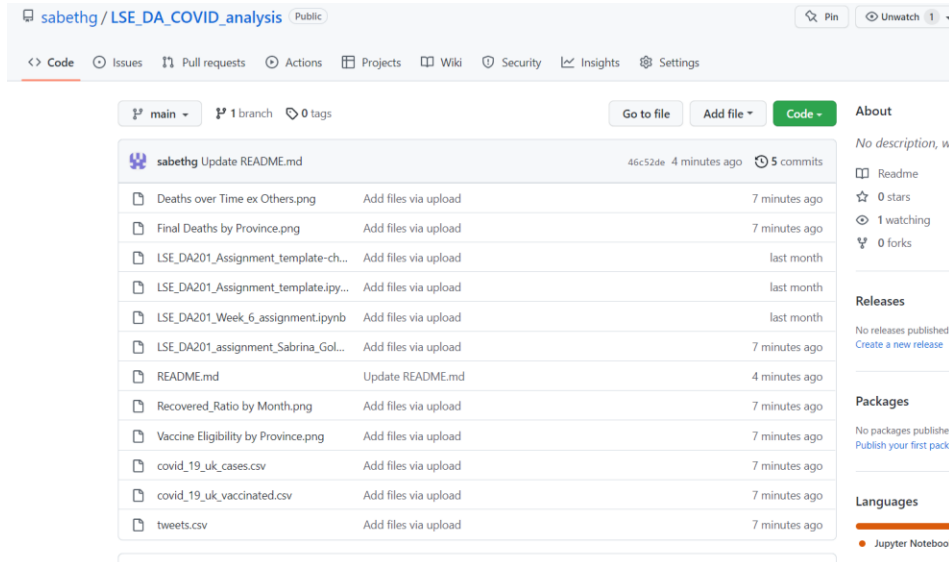 sabethg / LSE_DA_COVID_analysis Public
Pin Unwatch 1
Code Issues Pull requests Actions Projects Wiki Security Insights Settings
main 1 branch 0 tags Go to file Add file Code
About
No description, w
sabethg Update README.md 46c52de 4 minutes ago 5 commits
Readme
0 stars
1 watching
0 forks
Deaths over Time ex Others.png Add files via upload 7 minutes ago
Final Deaths by Province.png Add files via upload 7 minutes ago
LSE_DA201_Assignment_template-ch... Add files via upload last month
LSE_DA201_Assignment_template.ipy... Add files via upload last month
LSE_DA201_Week_6_assignment.ipynb Add files via upload last month
LSE_DA201_assignment_Sabrina_Gol... Add files via upload 7 minutes ago
README.md Update README.md 4 minutes ago
Recovered_Ratio by Month.png Add files via upload 7 minutes ago
Vaccine Eligibility by Province.png Add files via upload 7 minutes ago
covid_19_uk_cases.csv Add files via upload 7 minutes ago
covid_19_uk_vaccinated.csv Add files via upload 7 minutes ago
tweets.csv Add files via upload 7 minutes ago
Releases
No releases published
Create a new release
Packages
No packages publishe
Publish your first pack
Languages
Jupyter Noteboo